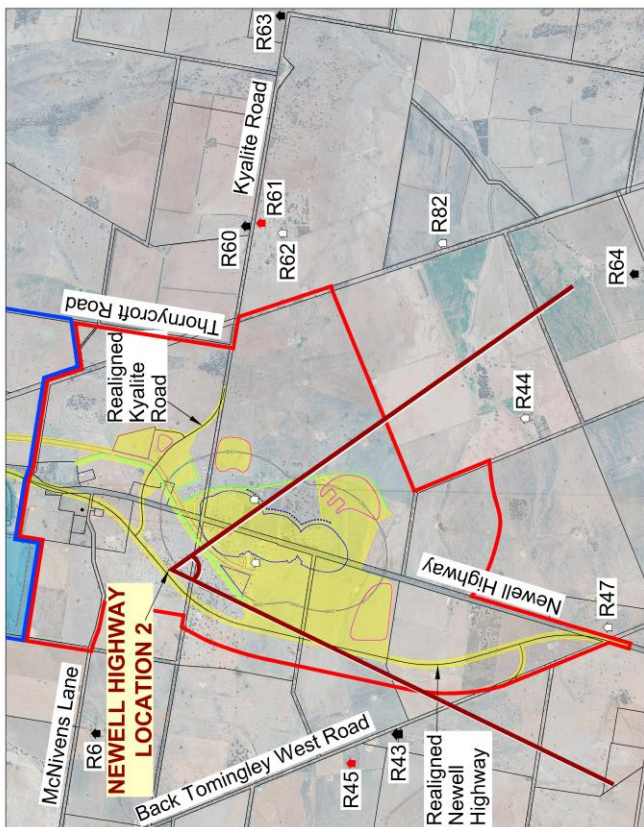 R63
Kyalite Road
R60
R61
R62
R82
R64
Thornycroft Road
Realigned
Kyalite
Road
R44
NEWELL HIGHWAY
LOCATION 2
Newell Highway
R47
McNivens Lane
R6
Back Tomingley West Road
R45
R43
Realigned
Newell
Highway